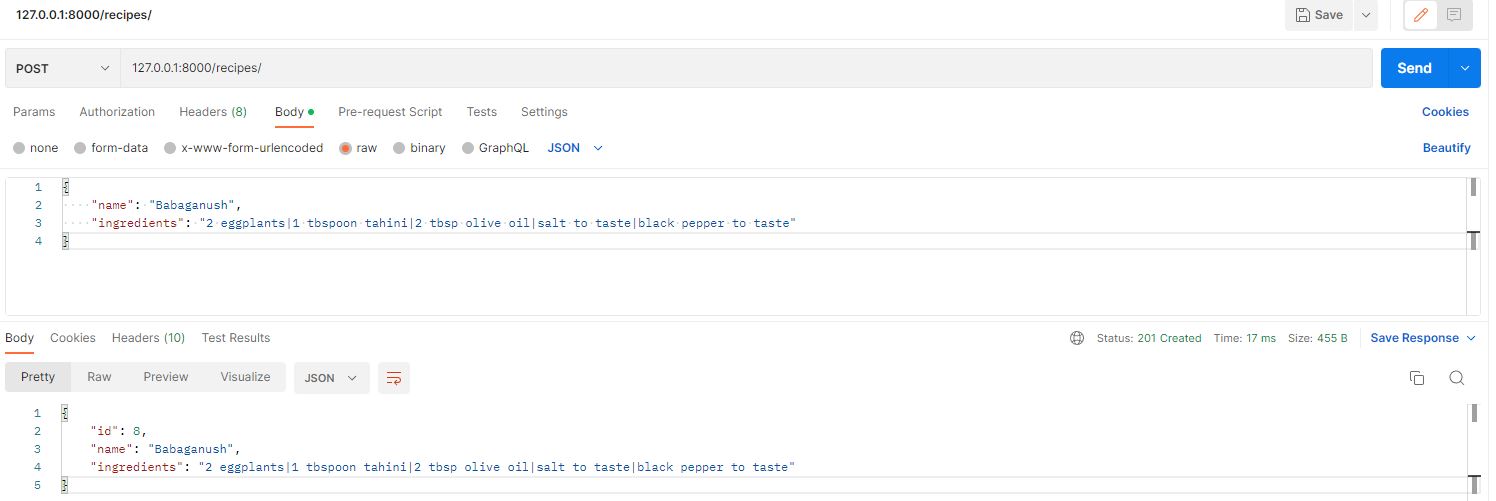 127.0.0.1:8000/recipes/ Save
POST 127.0.0.1:8000/recipes/ Send
Params Authorization Headers (8) Body Pre-request Script Tests Settings Cookies
none form-data x-www-form-urlencoded raw binary GraphQL JSON Beautify
1 {
2 "name": "Babaganush",
3 "ingredients": "2 eggplants|1 tbspoon tahini|2 tbsp olive oil|salt to taste|black pepper to taste"
4 }
Body Cookies Headers (10) Test Results Status: 201 Created Time: 17 ms Size: 455 B Save Response
Pretty Raw Preview Visualize JSON
1 {
2 "id": 8,
3 "name": "Babaganush",
4 "ingredients": "2 eggplants|1 tbspoon tahini|2 tbsp olive oil|salt to taste|black pepper to taste"
5 }